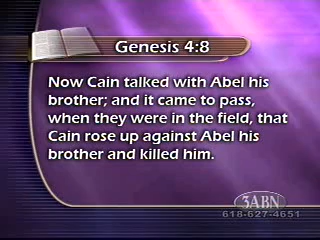 Genesis 4:8
Now Cain talked with Abel his
brother; and it came to pass,
when they were in the field, that
Cain rose up against Abel his
brother and killed him.
3ABN
618-627-4651